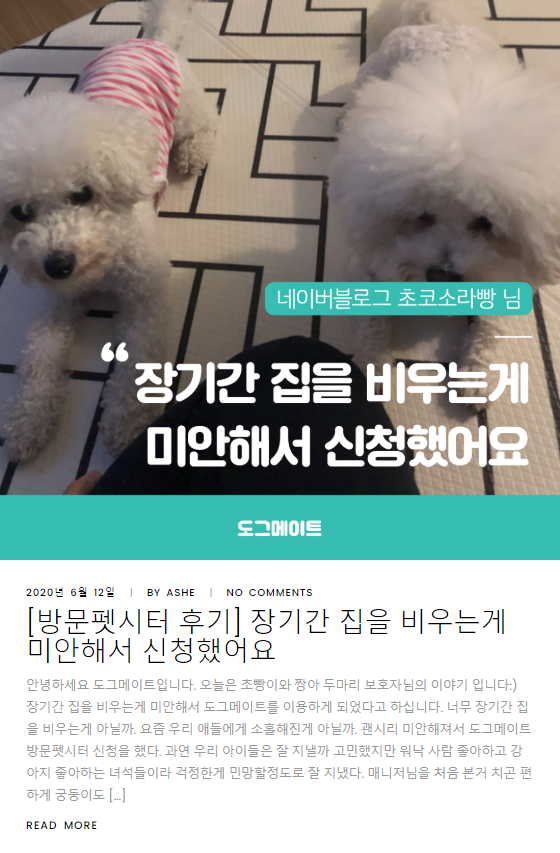 네이버블로그 초코소라빵 님
“장기간 집을 비우는게
미안해서 신청했어요
도그메이트
2020년 6월 12일 | BY ASHE | NO COMMENTS
[방문펫시터 후기] 장기간 집을 비우는게
미안해서 신청했어요
안녕하세요 도그메이트입니다. 오늘은 초빵이와 짱아 두마리 보호자님의 이야기 입니다:)
장기간 집을 비우는게 미안해서 도그메이트를 이용하게 되었다고 하십니다. 너무 장기간 집
을 비우는게 아닐까. 요즘 우리 애들에게 소홀해진게 아닐까. 괜시리 미안해져서 도그메이트
방문펫시터 신청을 했다. 과연 우리 아이들은 잘 지낼까 고민했지만 워낙 사람 좋아하고 강
아지 좋아하는 녀석들이라 걱정한게 민망할정도로 잘 지냈다. 매니저님을 처음 본거 치곤 편
하게 궁둥이도 [...]
READ MORE